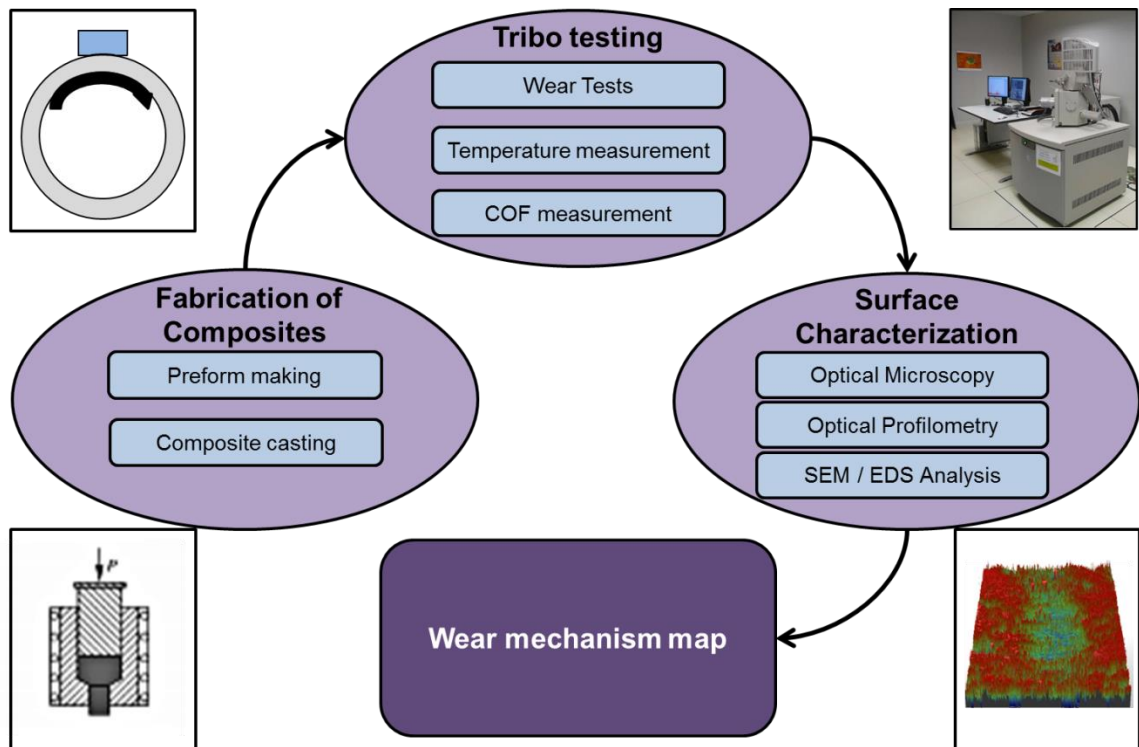 Tribo testing
Wear Tests
Temperature measurement
COF measurement
Fabrication of
Composites
Preform making
Composite casting
Surface
Characterization
Optical Microscopy
Optical Profilometry
SEM / EDS Analysis
P
Wear mechanism map